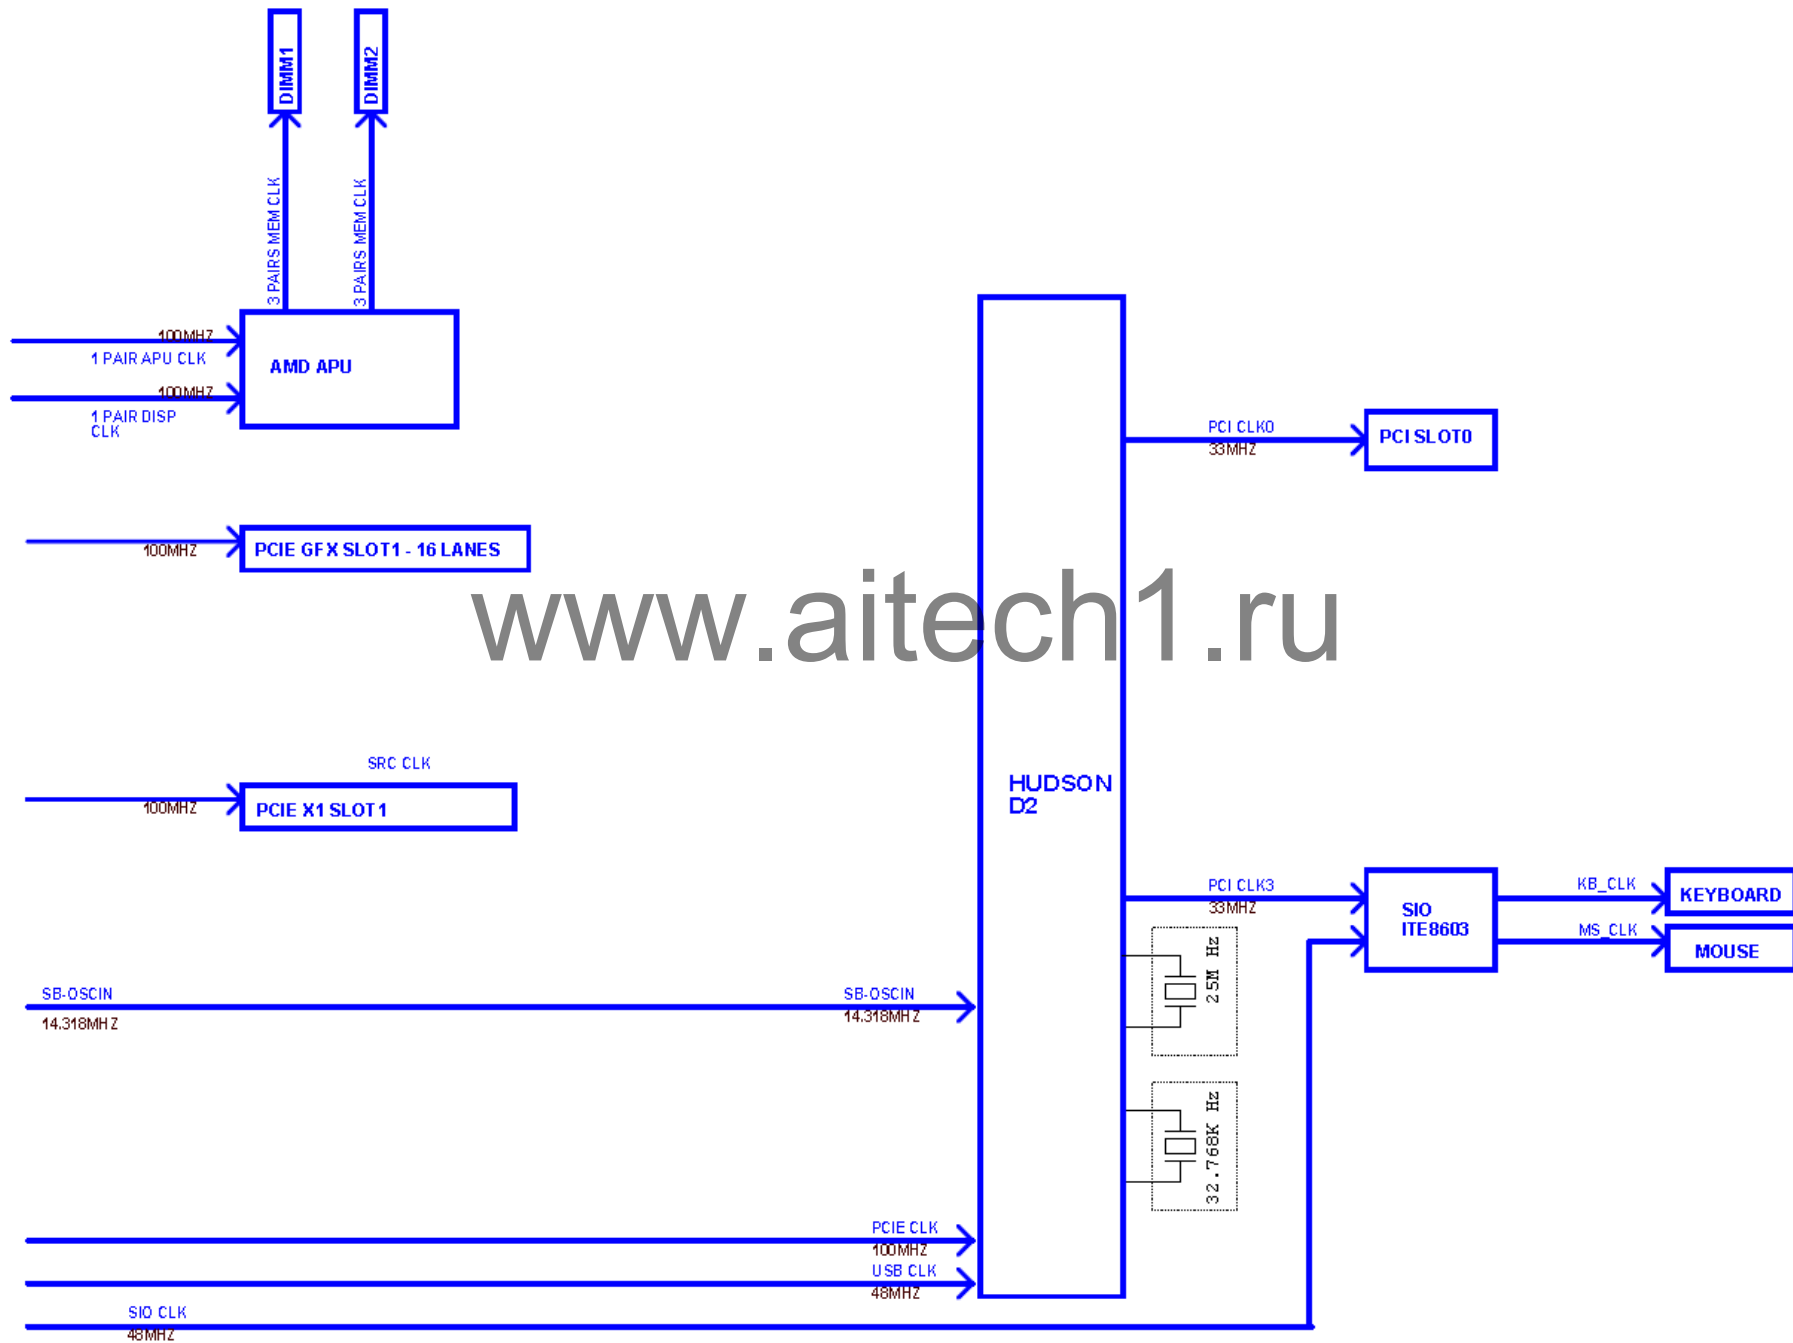 DIMM1
DIMM2
3 PAIRS MEM CLK
3 PAIRS MEM CLK
100MHZ
1 PAIR APU CLK
AMD APU
100MHZ
1 PAIR DISP
CLK
PCI CLK0
33MHZ
PCI SLOT0
100MHZ
PCIE GFX SLOT1 - 16 LANES
www.aitech1.ru
SRC CLK
100MHZ
PCIE X1 SLOT1
HUDSON
D2
PCI CLK3
33MHZ
SIO
ITE8603
KB_CLK
KEYBOARD
MS_CLK
MOUSE
25M Hz
SB-OSCIN
14.318MHZ
SB-OSCIN
14.318MHZ
32.768K Hz
PCIE CLK
100MHZ
USB CLK
48MHZ
SIO CLK
48MHZ